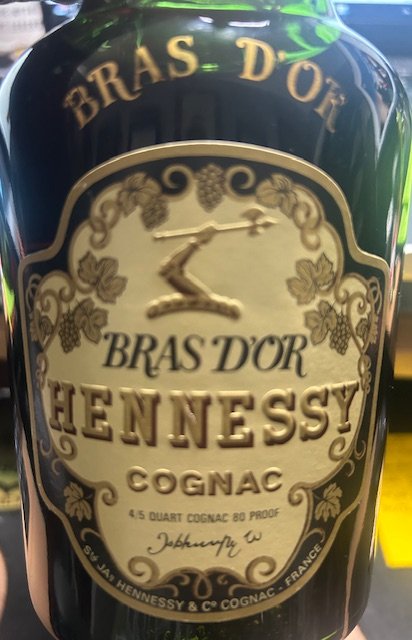 BRAS D'OR
BRAS D'OR
HENNESSY
COGNAC
4/5 QUART COGNAC 80 PROOF
Sté JAs HENNESSY & Co COGNAC - FRANCE